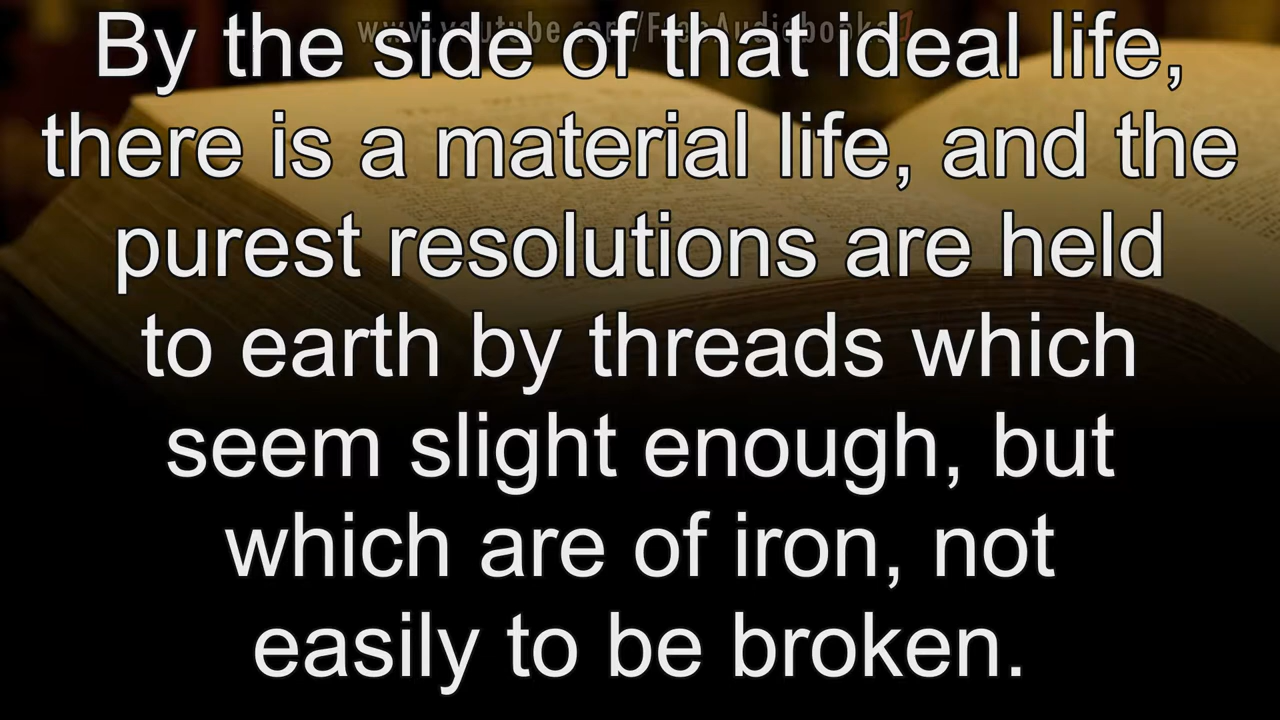 www.youtube.com/FreeAudiobooks1
By the side of that ideal life,
there is a material life, and the
purest resolutions are held
to earth by threads which
seem slight enough, but
which are of iron, not
easily to be broken.